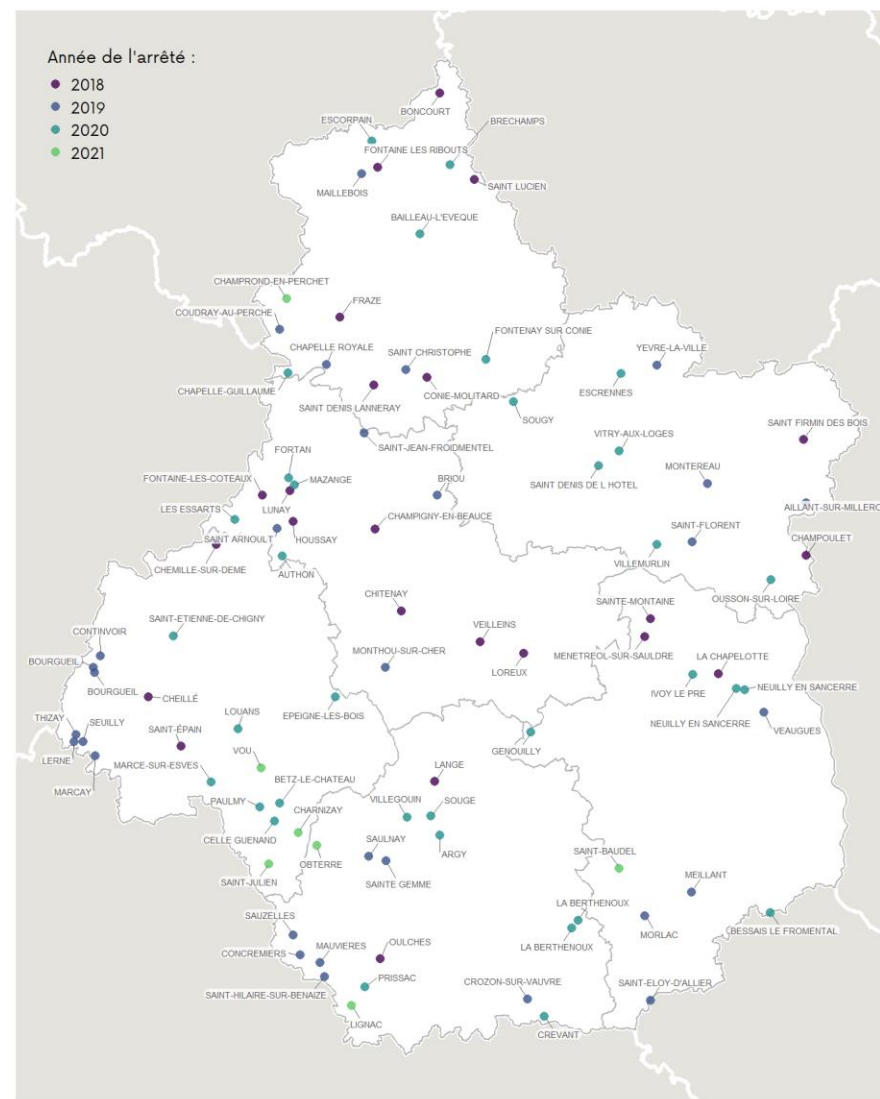 Année de l'arrêté :
2018
2019
2020
2021
BONCOURT
ESCORPAIN
BRECHAMPS
FONTAINE LES RIBOUTS
MAILLEBOIS
SAINT LUCIEN
BAILLEAU-L'EVEQUE
CHAMPROND-EN-PERCHET
FRAZE
COUDRAY-AU-PERCHE
FONTENAY SUR CONIE
CHAPELLE ROYALE
SAINT CHRISTOPHE
YEVRE-LA-VILLE
CHAPELLE-GUILLAUME
CONIE-MOLITARD
ESCRENNES
SAINT DENIS LANNERAY
SOUGY
SAINT FIRMIN DES BOIS
VITRY-AUX-LOGES
SAINT-JEAN-FROIDMENTEL
FORTAN
MONTEREAU
FONTAINE-LES-COTEAUX
MAZANGE
BRIOU
SAINT DENIS DE L HOTEL
LUNAY
AILLANT-SUR-MILLERO
LES ESSARTS
CHAMPIGNY-EN-BEAUCE
SAINT-FLORENT
SAINT ARNOULT
HOUSSAY
CHAMPOULET
VILLEMURLIN
CHEMILLE-SUR-DEME
AUTHON
CHITENAY
OUSSON-SUR-LOIRE
SAINTE-MONTAINE
SAINT-ETIENNE-DE-CHIGNY
VEILLEINS
CONTINVOIR
MONTHOU-SUR-CHER
MENETREOL-SUR-SAULDRE
LA CHAPELOTTE
BOURGUEIL
LOREUX
BOURGUEIL
CHEILLÉ
IVOY LE PRE
NEUILLY EN SANCERRE
LOUANS
EPEIGNE-LES-BOIS
THIZAY
SEUILLY
SAINT-ÉPAIN
NEUILLY EN SANCERRE
VEAUGUES
VOU
GENOUILLY
LERNE
MARCE-SUR-ESVES
LANGE
MARCAY
BETZ-LE-CHATEAU
PAULMY
VILLEGOUIN
SOUGE
CHARNIZAY
CELLE GUENAND
SAULNAY
ARGY
SAINT-BAUDEL
OBTERRE
SAINT-JULIEN
SAINTE GEMME
MEILLANT
LA BERTHENOUX
SAUZELLES
BESSAIS LE FROMENTAL
MORLAC
MAUVIERES
OULCHES
LA BERTHENOUX
CONCREMIERS
PRISSAC
CROZON-SUR-VAUVRE
SAINT-ELOY-D'ALLIER
SAINT-HILAIRE-SUR-BENAIZE
LIGNAC
CREVANT